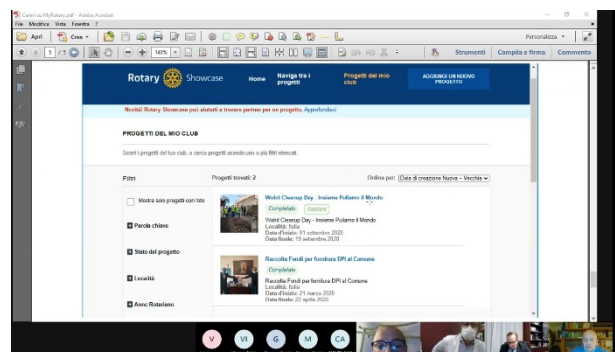 Casini su MyRotary.pdf - Adobe Acrobat
File Modifica Vista Finestra ?
Apri Crea Personalizza
5 / 5 145% Strumenti Compila e firma Commento
Rotary Showcase Home Naviga tra i progetti Progetti del mio club AGGIUNGI UN NUOVO PROGETTO
Novità! Rotary Showcase può aiutarti a trovare partner per un progetto. Approfondisci
PROGETTI DEL MIO CLUB
Scorri i progetti del tuo club, o cerca progetti usando uno o più filtri elencati.
Filtri Progetti trovati: 2 Ordina per: Data di creazione Nuova – Vecchia
Mostra solo progetti con foto
Parola chiave
Stato del progetto
Località
Anno Rotariano
World Cleanup Day - Insieme Puliamo il Mondo
Completato
World Cleanup Day - Insieme Puliamo il Mondo
Località: Italia
Data d'inizio: 01 settembre 2020
Data finale: 19 settembre 2020
Raccolta Fondi per fornitura DPI al Comune
Completato
Raccolta Fondi per fornitura DPI al Comune
Località: Italia
Data d'inizio: 21 marzo 2020
Data finale: 22 aprile 2020
V VI G M CA